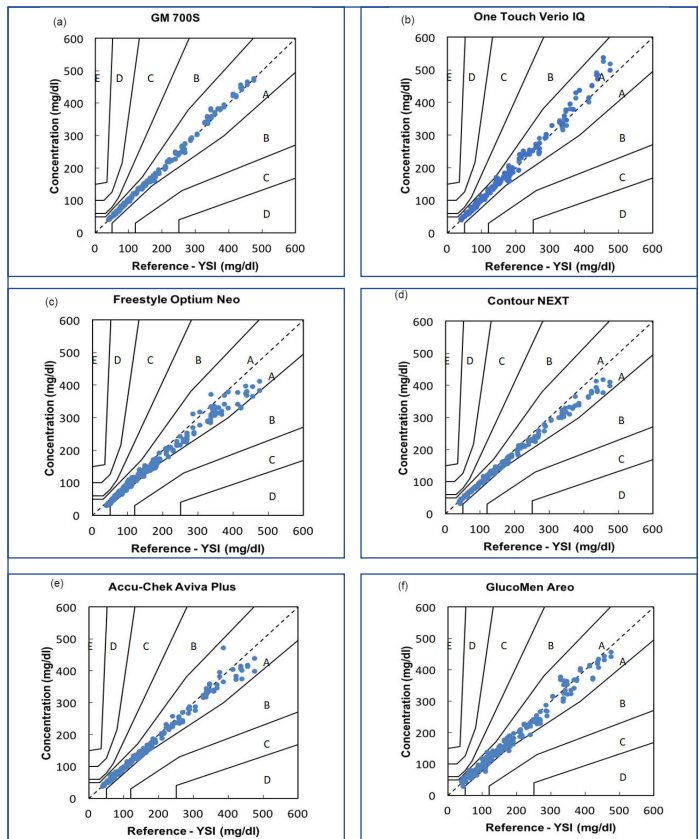 (a) GM 700S
600
500
400
300
200
100
0
Concentration (mg/dl)
E D C B A
B
C
D
0 100 200 300 400 500 600
Reference - YSI (mg/dl)
(b) One Touch Verio IQ
600
500
400
300
200
100
0
Concentration (mg/dl)
E D C B A
A
B
C
D
0 100 200 300 400 500 600
Reference - YSI (mg/dl)
(c) Freestyle Optium Neo
600
500
400
300
200
100
0
Concentration (mg/dl)
E D C B A
A
B
C
D
0 100 200 300 400 500 600
Reference - YSI (mg/dl)
(d) Contour NEXT
600
500
400
300
200
100
0
Concentration (mg/dl)
E D C B A
A
B
C
D
0 100 200 300 400 500 600
Reference - YSI (mg/dl)
(e) Accu-Chek Aviva Plus
600
500
400
300
200
100
0
Concentration (mg/dl)
E D C B A
A
B
C
D
0 100 200 300 400 500 600
Reference - YSI (mg/dl)
(f) GlucoMen Areo
600
500
400
300
200
100
0
Concentration (mg/dl)
E D C B A
A
B
C
D
0 100 200 300 400 500 600
Reference - YSI (mg/dl)